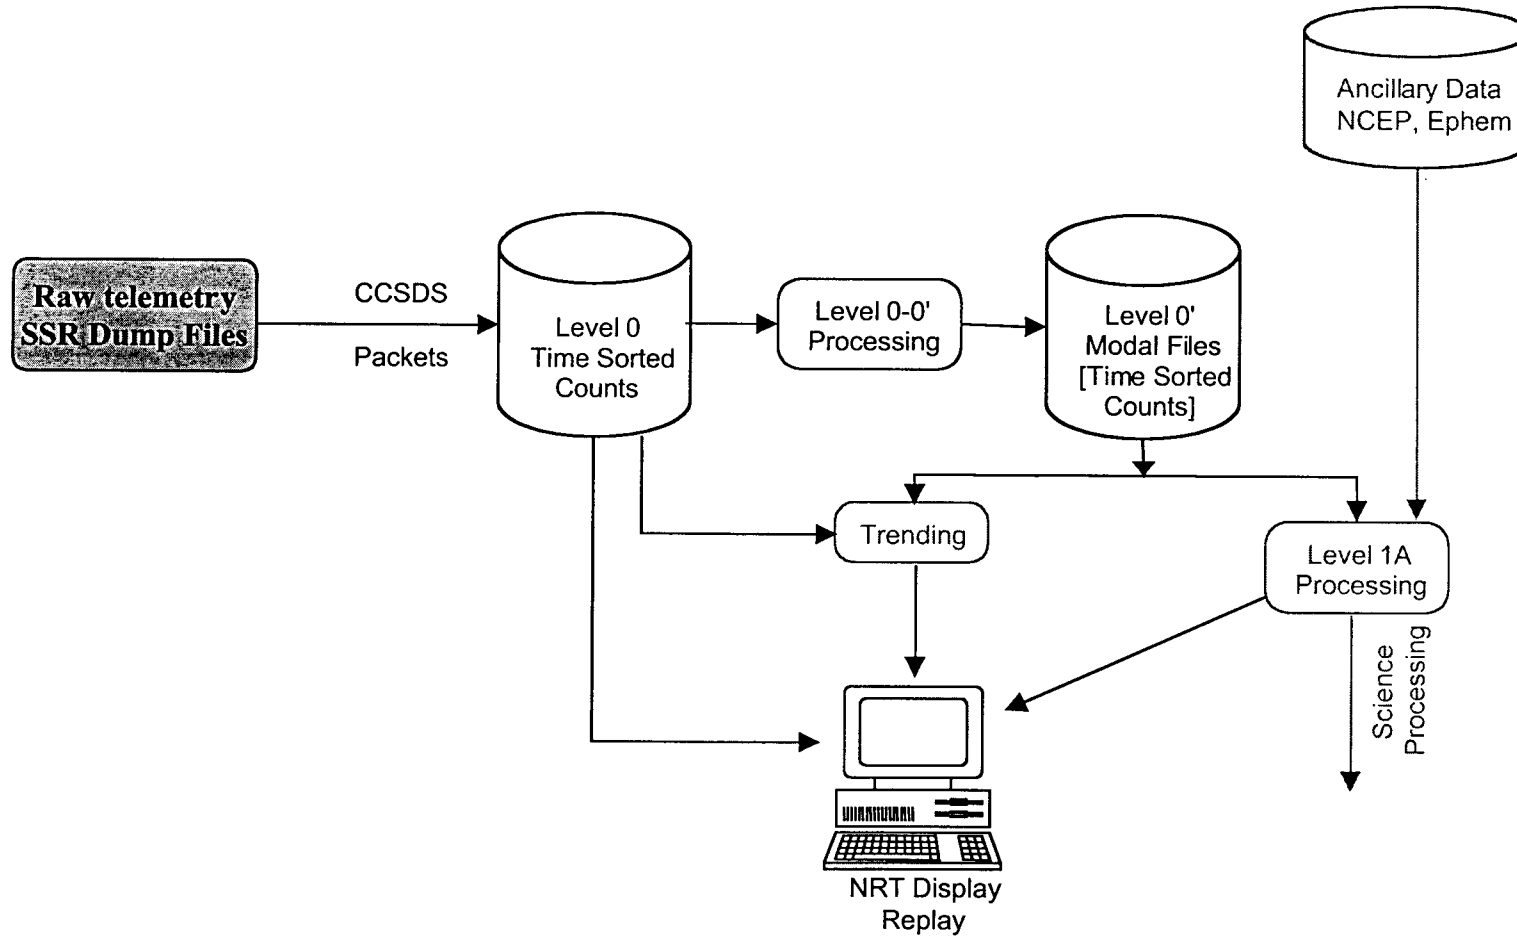 Ancillary Data
NCEP, Ephem
Raw telemetry
SSR Dump Files
CCSDS
Packets
Level 0
Time Sorted
Counts
Level 0-0'
Processing
Level 0'
Modal Files
[Time Sorted
Counts]
Trending
Level 1A
Processing
Science
Processing
NRT Display
Replay